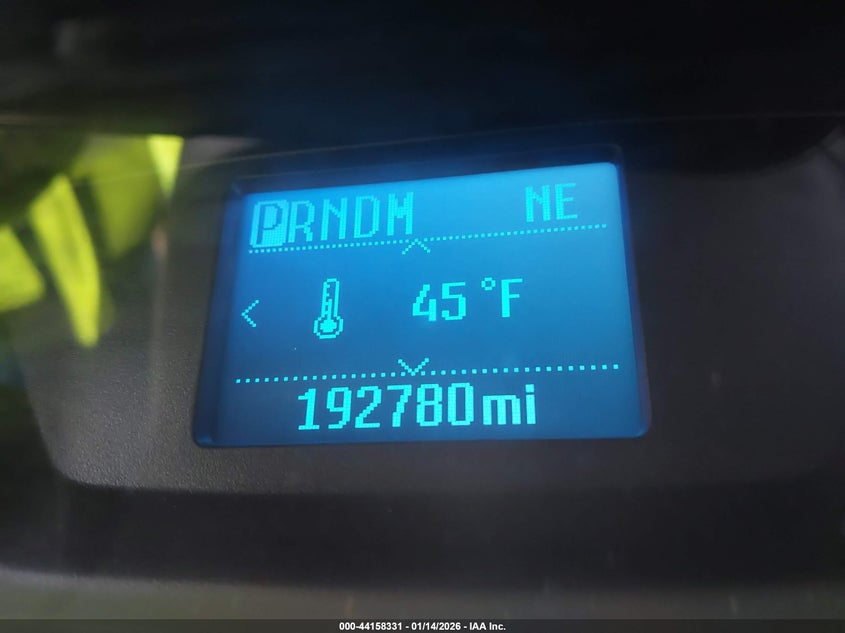 PRNDM NE
45°F
192780mi
000-44158331 - 01/14/2026 - IAA Inc.